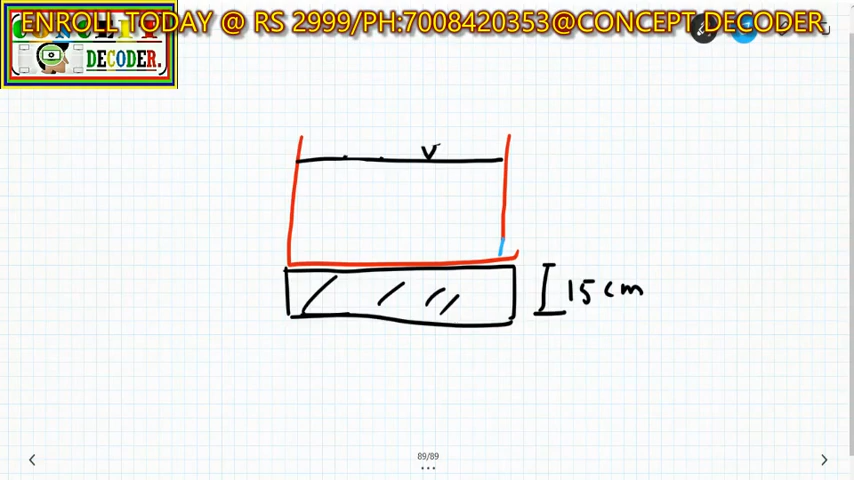 ENROLL TODAY @ RS 2999/PH:7008420353@CONCEPT DECODER.
DECODER.
V
15 cm
89/89